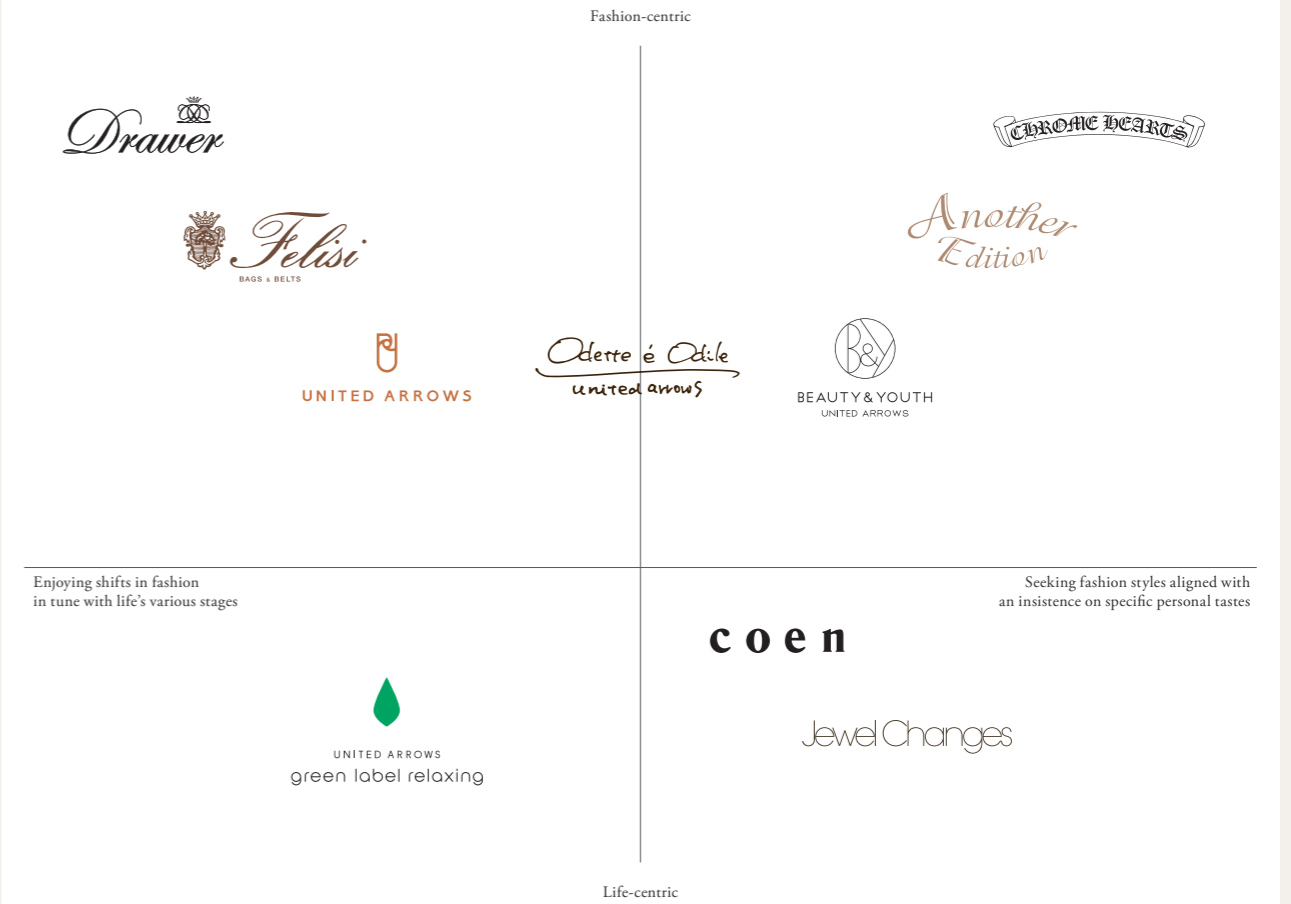 Fashion-centric
Drawer
CHROME HEARTS
Felisi
BAGS & BELTS
Another
Edition
UNITED ARROWS
Odette é Odile
united arrows
B&Y
BEAUTY&YOUTH
UNITED ARROWS
Enjoying shifts in fashion
in tune with life’s various stages
Seeking fashion styles aligned with
an insistence on specific personal tastes
coen
UNITED ARROWS
green label relaxing
Jewel Changes
Life-centric